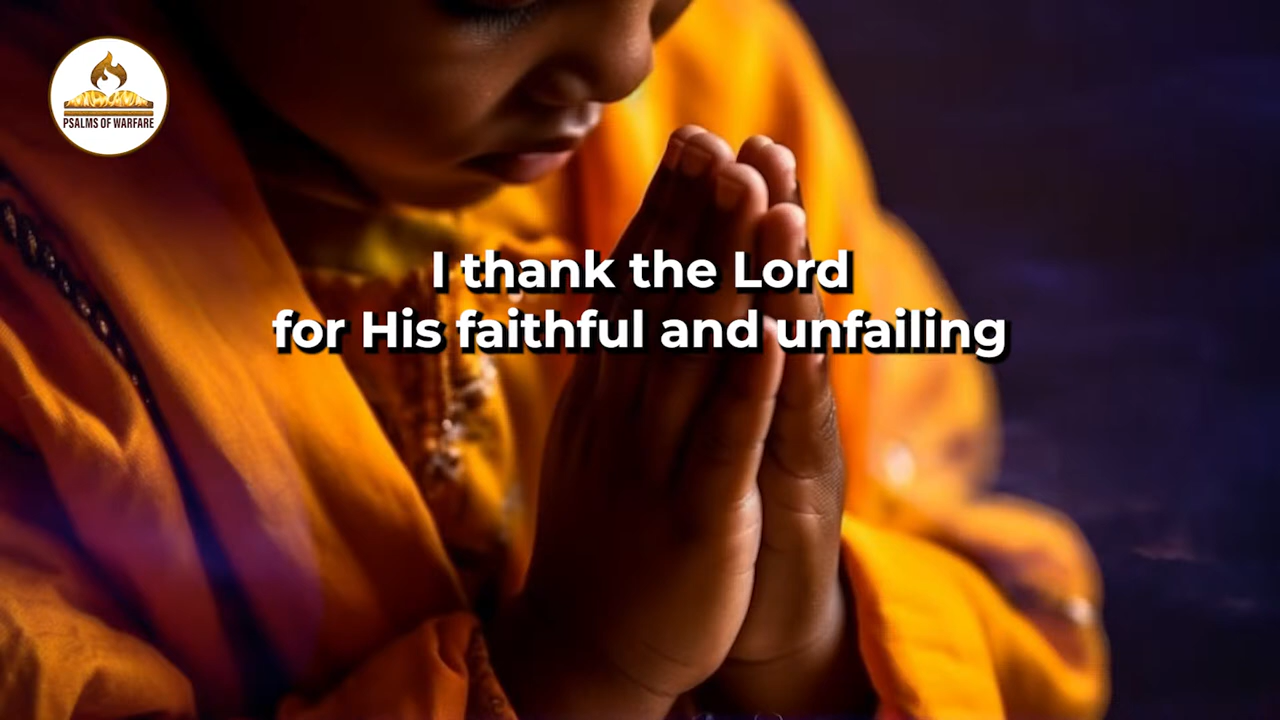 PSALMS OF WARFARE
I thank the Lord
for His faithful and unfailing